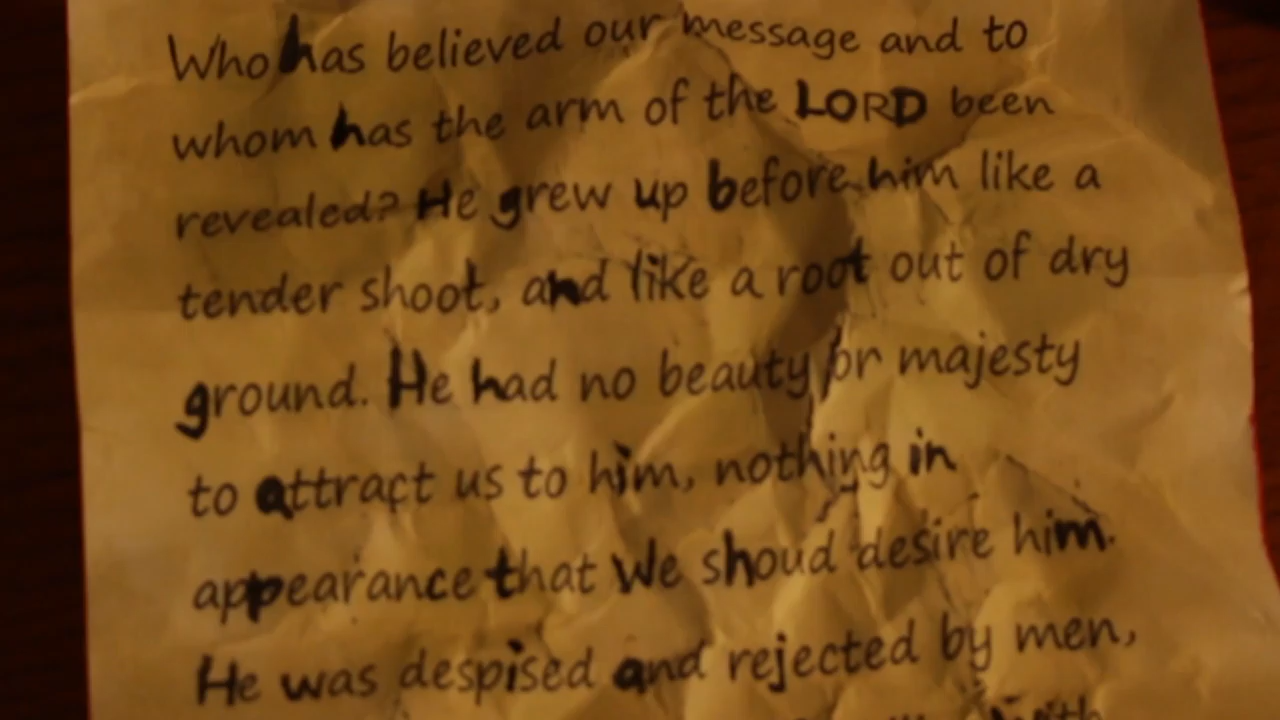 Who has believed our message and to
whom has the arm of the LORD been
revealed? He grew up before him like a
tender shoot, and like a root out of dry
ground. He had no beauty or majesty
to attract us to him, nothing in
appearance that We shoud desire him.
He was despised and rejected by men,